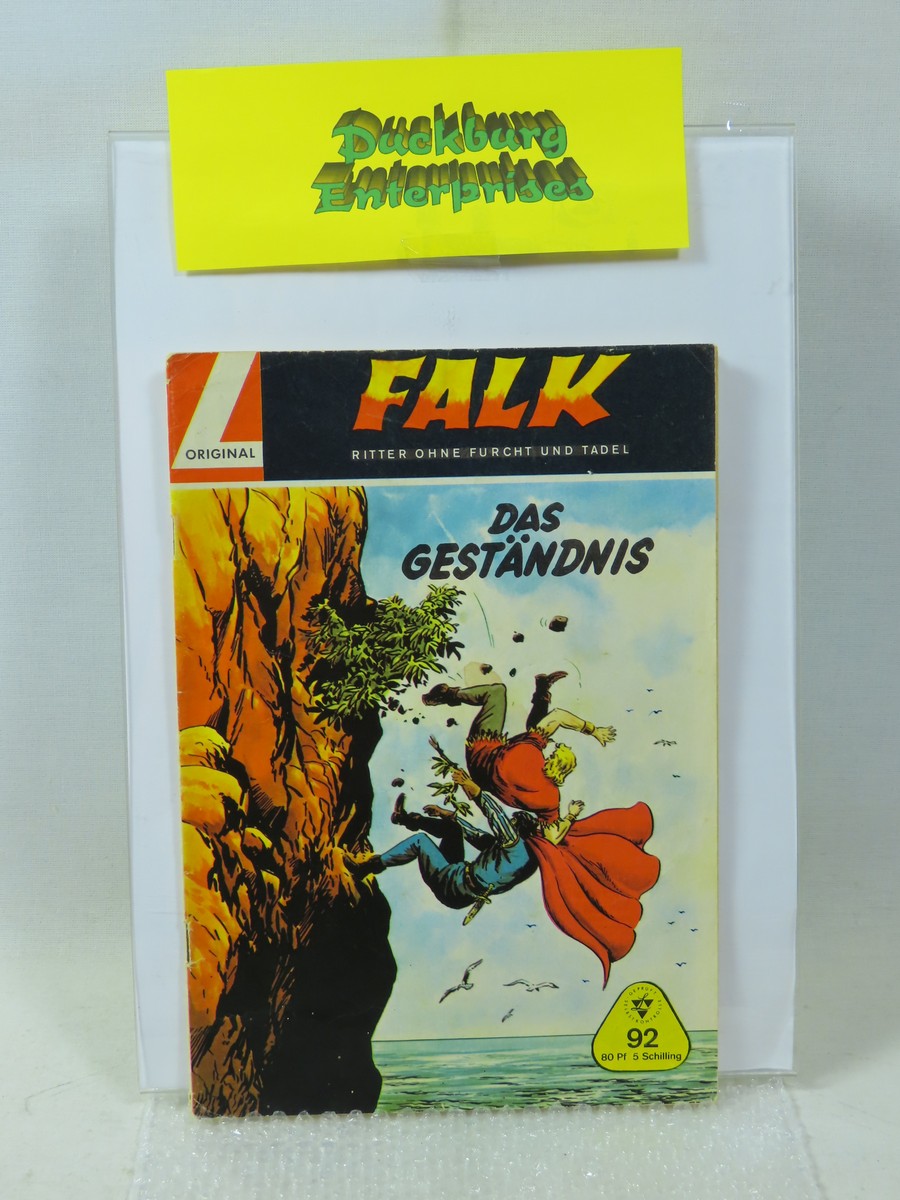 Duckburg
Enterprises
ORIGINAL
FALK
RITTER OHNE FURCHT UND TADEL
DAS
GESTÄNDNIS
92
80 Pf 5 Schilling